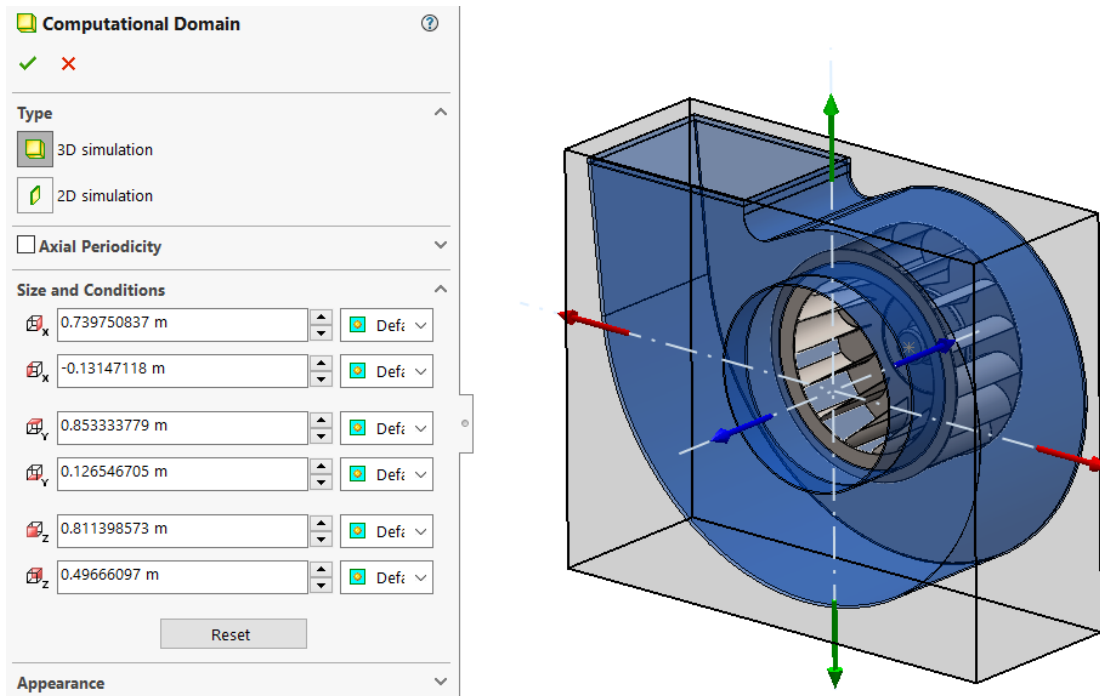 Computational Domain
Type
3D simulation
2D simulation
Axial Periodicity
Size and Conditions
X 0.739750837 m Defa
X -0.13147118 m Defa
Y 0.853333779 m Defa
Y 0.126546705 m Defa
Z 0.811398573 m Defa
Z 0.49666097 m Defa
Reset
Appearance